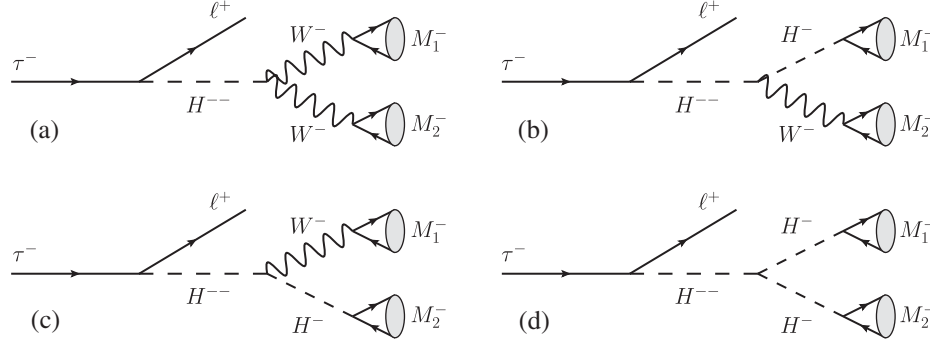 ℓ⁺
τ⁻
H⁻⁻
W⁻
W⁻
M₁⁻
M₂⁻
(a)
ℓ⁺
τ⁻
H⁻⁻
H⁻
W⁻
M₁⁻
M₂⁻
(b)
ℓ⁺
τ⁻
H⁻⁻
W⁻
H⁻
M₁⁻
M₂⁻
(c)
ℓ⁺
τ⁻
H⁻⁻
H⁻
H⁻
M₁⁻
M₂⁻
(d)